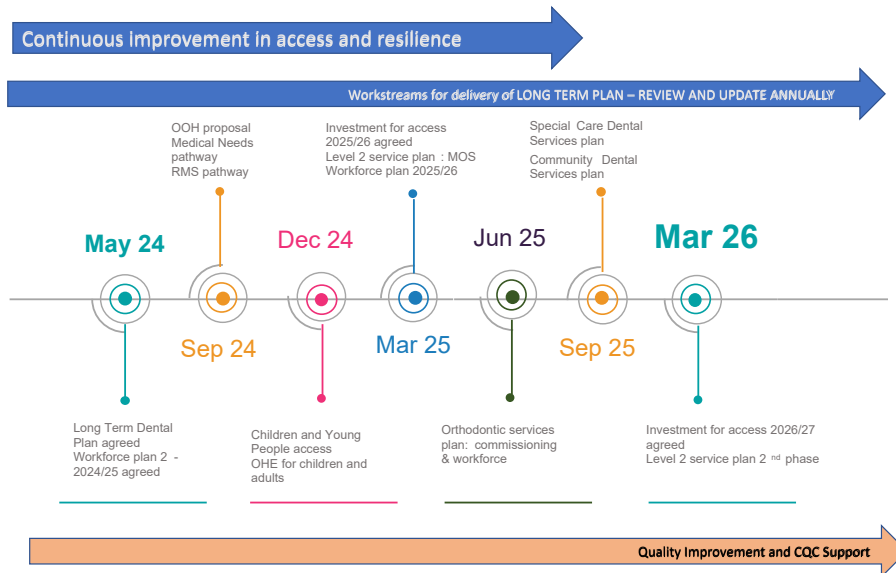 Continuous improvement in access and resilience
Workstreams for delivery of LONG TERM PLAN – REVIEW AND UPDATE ANNUALLY
OOH proposal
Medical Needs
pathway
RMS pathway
Investment for access
2025/26 agreed
Level 2 service plan : MOS
Workforce plan 2025/26
Special Care Dental
Services plan
Community Dental
Services plan
May 24
Dec 24
Jun 25
Mar 26
Sep 24
Mar 25
Sep 25
Long Term Dental
Plan agreed
Workforce plan 2 -
2024/25 agreed
Children and Young
People access
OHE for children and
adults
Orthodontic services
plan: commissioning
& workforce
Investment for access 2026/27
agreed
Level 2 service plan 2 nd phase
Quality Improvement and CQC Support